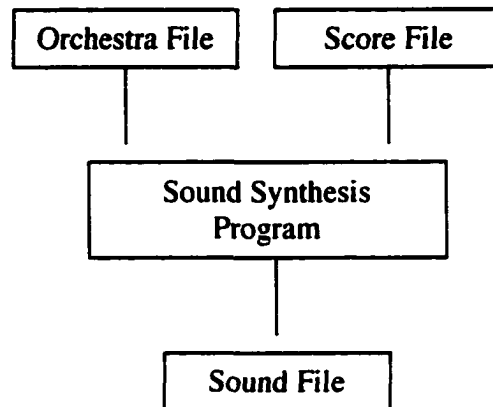 Orchestra File
Score File
Sound Synthesis
Program
Sound File